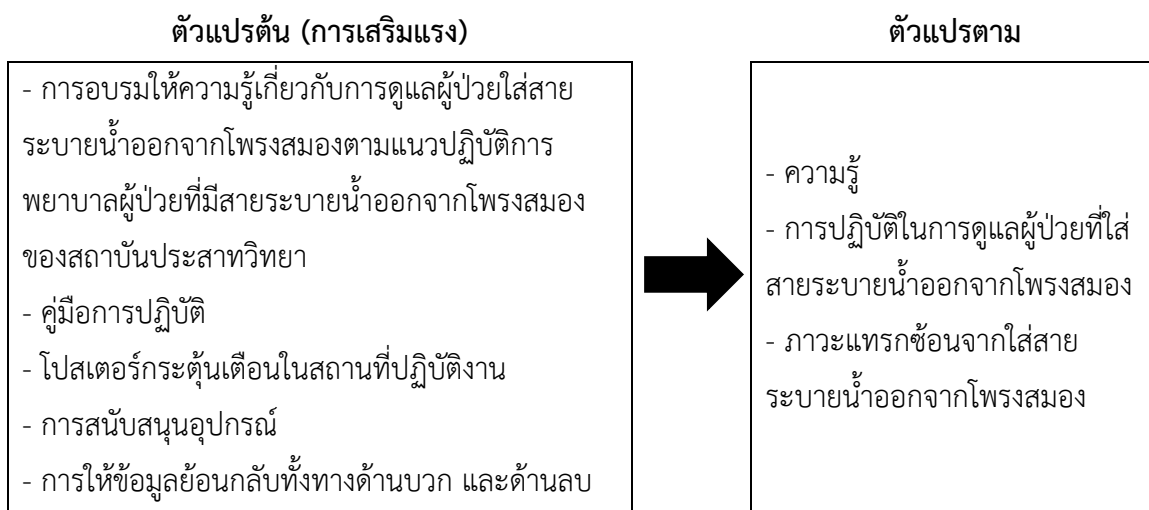 ตัวแปรต้น (การเสริมแรง)
- การอบรมให้ความรู้เกี่ยวกับการดูแลผู้ป่วยใส่สาย
ระบายน้ำออกจากโพรงสมองตามแนวปฏิบัติการ
พยาบาลผู้ป่วยที่มีสายระบายน้ำออกจากโพรงสมอง
ของสถาบันประสาทวิทยา
- คู่มือการปฏิบัติ
- โปสเตอร์กระตุ้นเตือนในสถานที่ปฏิบัติงาน
- การสนับสนุนอุปกรณ์
- การให้ข้อมูลย้อนกลับทั้งทางด้านบวก และด้านลบ
ตัวแปรตาม
- ความรู้
- การปฏิบัติในการดูแลผู้ป่วยที่ใส่
สายระบายน้ำออกจากโพรงสมอง
- ภาวะแทรกซ้อนจากใส่สาย
ระบายน้ำออกจากโพรงสมอง